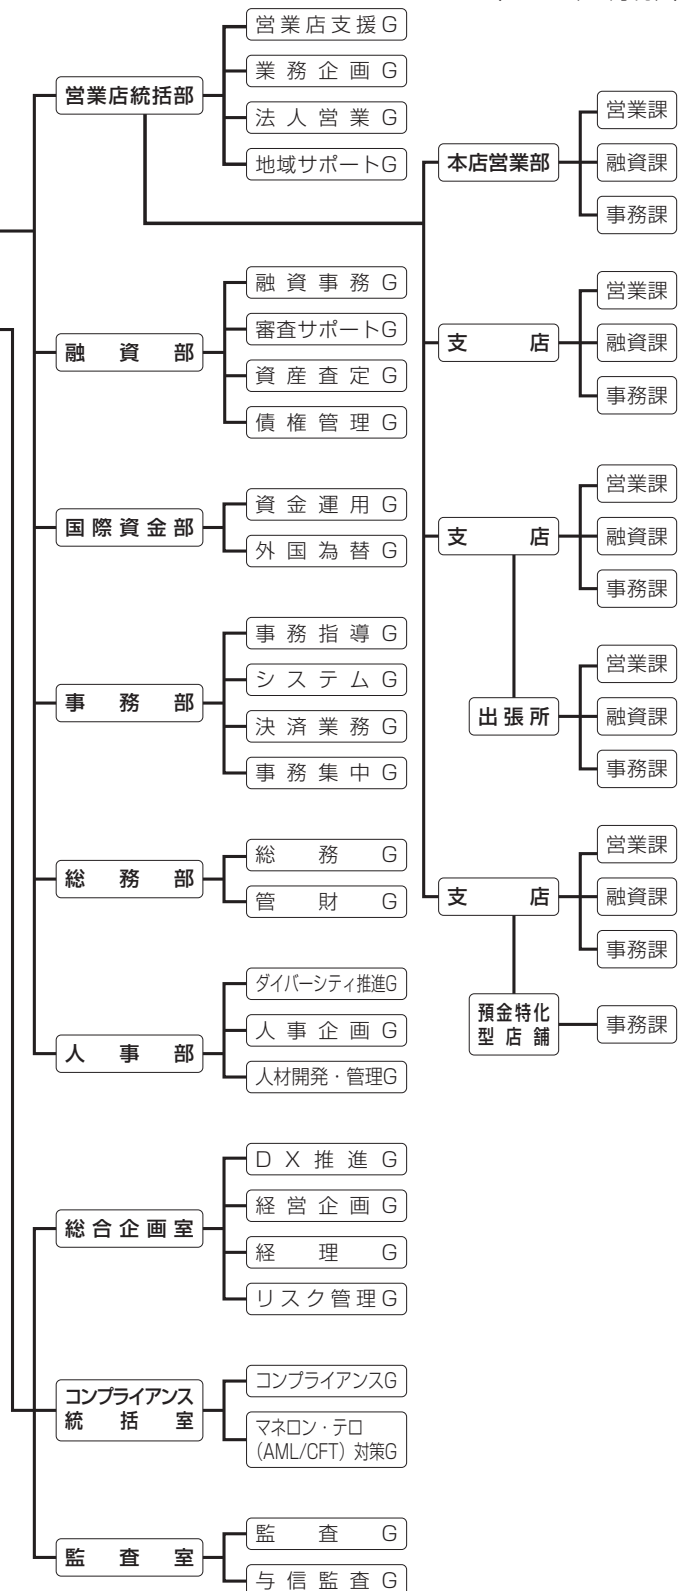 営業店統括部
営業店支援G
業務企画G
法人営業G
地域サポートG
本店営業部
営業課
融資課
事務課
支店
営業課
融資課
事務課
支店
営業課
融資課
事務課
出張所
営業課
融資課
事務課
支店
営業課
融資課
事務課
預金特化
型店舗
事務課
融資部
融資事務G
審査サポートG
資産査定G
債権管理G
国際資金部
資金運用G
外国為替G
事務部
事務指導G
システムG
決済業務G
事務集中G
総務部
総務G
管財G
人事部
ダイバーシティ推進G
人事企画G
人材開発・管理G
総合企画室
DX推進G
経営企画G
経理G
リスク管理G
コンプライアンス
統括室
コンプライアンスG
マネロン・テロ
(AML/CFT)対策G
監査室
監査G
与信監査G